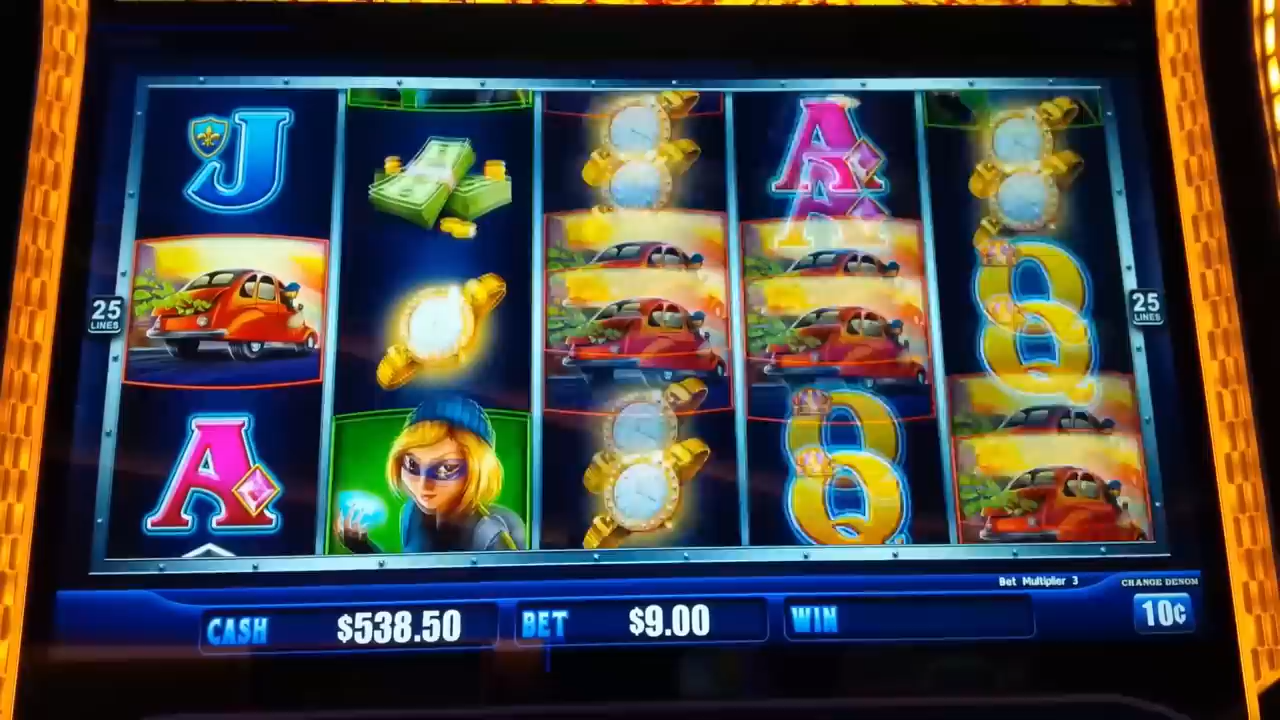 J
A
A
A
Q
Q
Q
Q
A
25
LINES
25
LINES
Bet Multiplier 3
CHANGE DENOM
CASH $538.50 BET $9.00 WIN
10¢